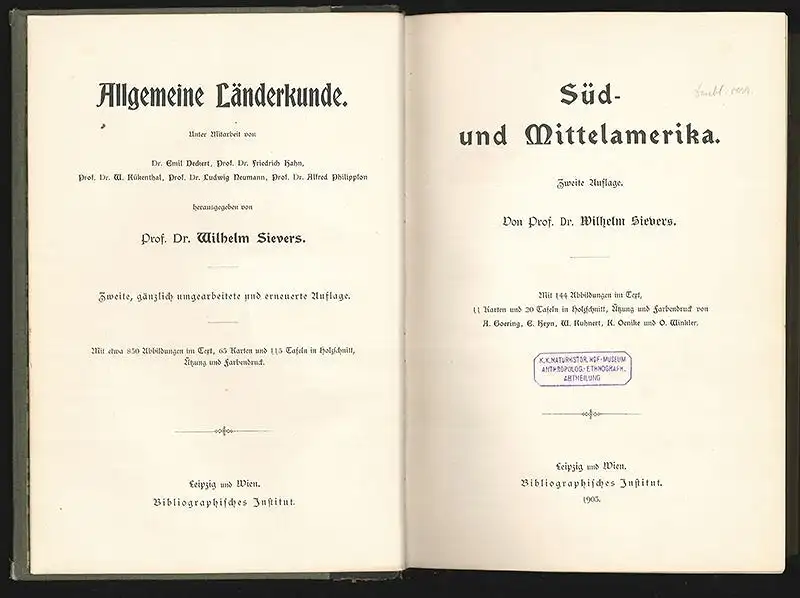 Allgemeine Länderkunde.
Unter Mitarbeit von
Dr. Emil Deckert, Prof. Dr. Friedrich Hahn,
Prof. Dr. W. Kükenthal, Prof. Dr. Ludwig Neumann, Prof. Dr. Alfred Philippson
herausgegeben von
Prof. Dr. Wilhelm Sievers.
Zweite, gänzlich umgearbeitete und erneuerte Auflage.
Mit etwa 850 Abbildungen im Text, 65 Karten und 115 Tafeln in Holzschnitt,
Ätzung und Farbendruck.
Leipzig und Wien.
Bibliographisches Institut.
Süd-
und Mittelamerika.
Zweite Auflage.
Von Prof. Dr. Wilhelm Sievers.
Mit 144 Abbildungen im Text,
11 Karten und 20 Tafeln in Holzschnitt, Ätzung und Farbendruck von
A. Goering, E. Heyn, W. Kuhnert, K. Oenike und O. Winkler.
K.K. NATURHISTOR. HOF-MUSEUM
ANTHROPOLOG.-ETHNOGRAFH.
ABTHEILUNG
Leipzig und Wien.
Bibliographisches Institut.
1903.